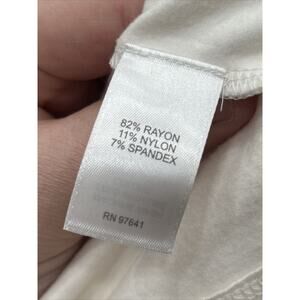 82% RAYON
11% NYLON
7% SPANDEX
RN 97641